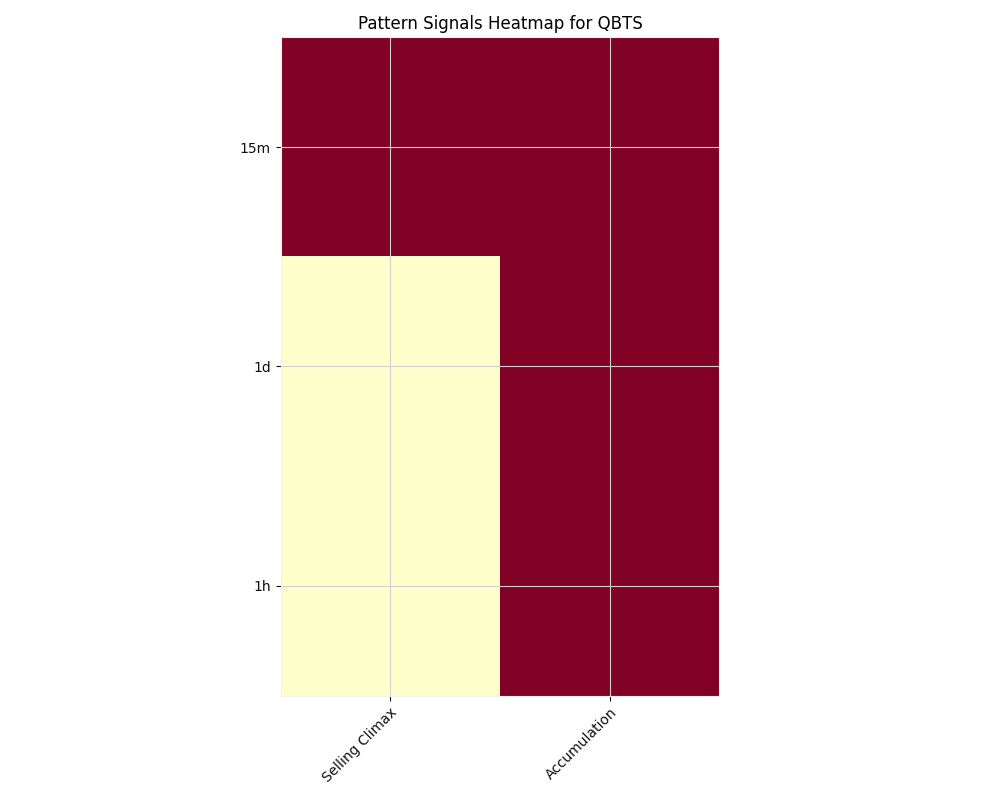 Pattern Signals Heatmap for QBTS
15m
1d
1h
Selling Climax
Accumulation